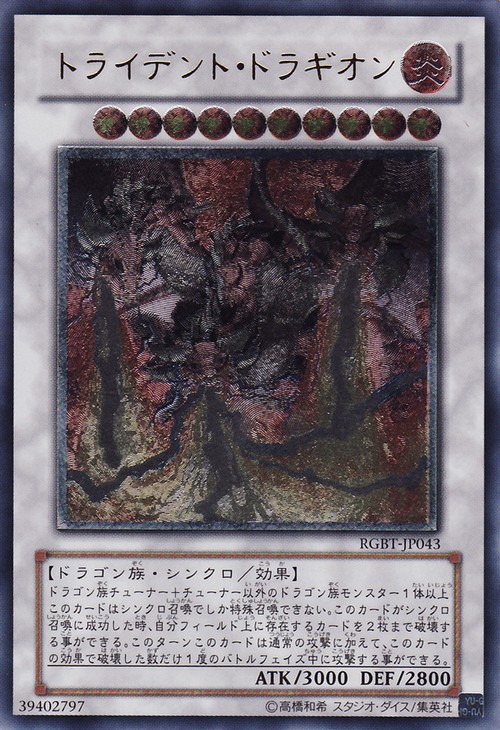 トライデント・ドラギオン
炎
RGBT-JP043
【ドラゴン族・シンクロ／効果】
ドラゴン族チューナー＋チューナー以外のドラゴン族モンスター１体以上
このカードはシンクロ召喚でしか特殊召喚できない。このカードがシンクロ
召喚に成功した時、自分フィールド上に存在するカードを２枚まで破壊す
る事ができる。このターンこのカードは通常の攻撃に加えて、このカード
の効果で破壊した数だけ１度のバトルフェイズ中に攻撃する事ができる。
ATK/3000 DEF/2800
39402797
©高橋和希 スタジオ・ダイス/集英社